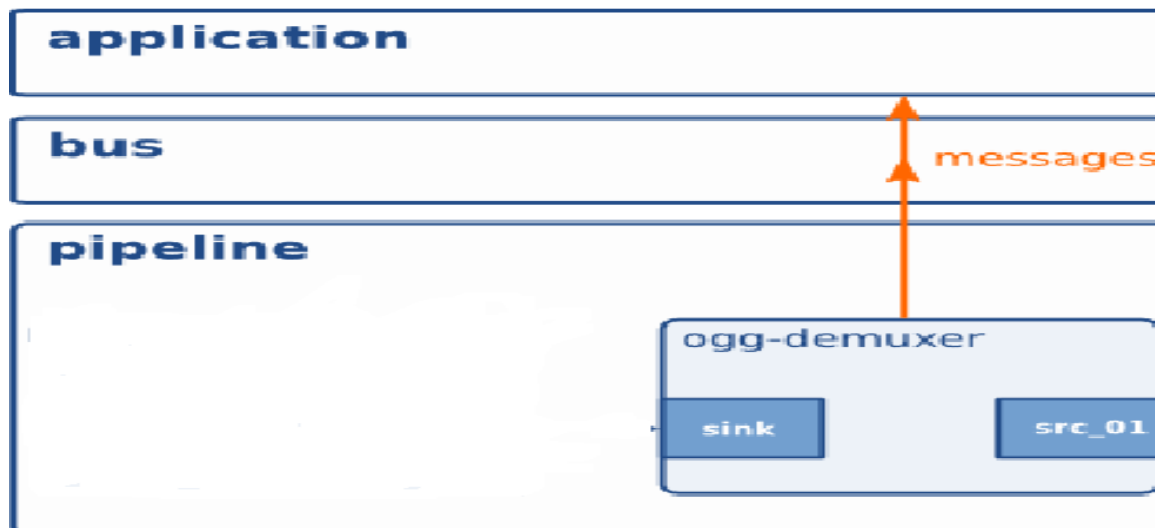 application
bus
messages
pipeline
ogg-demuxer
sink
src_01